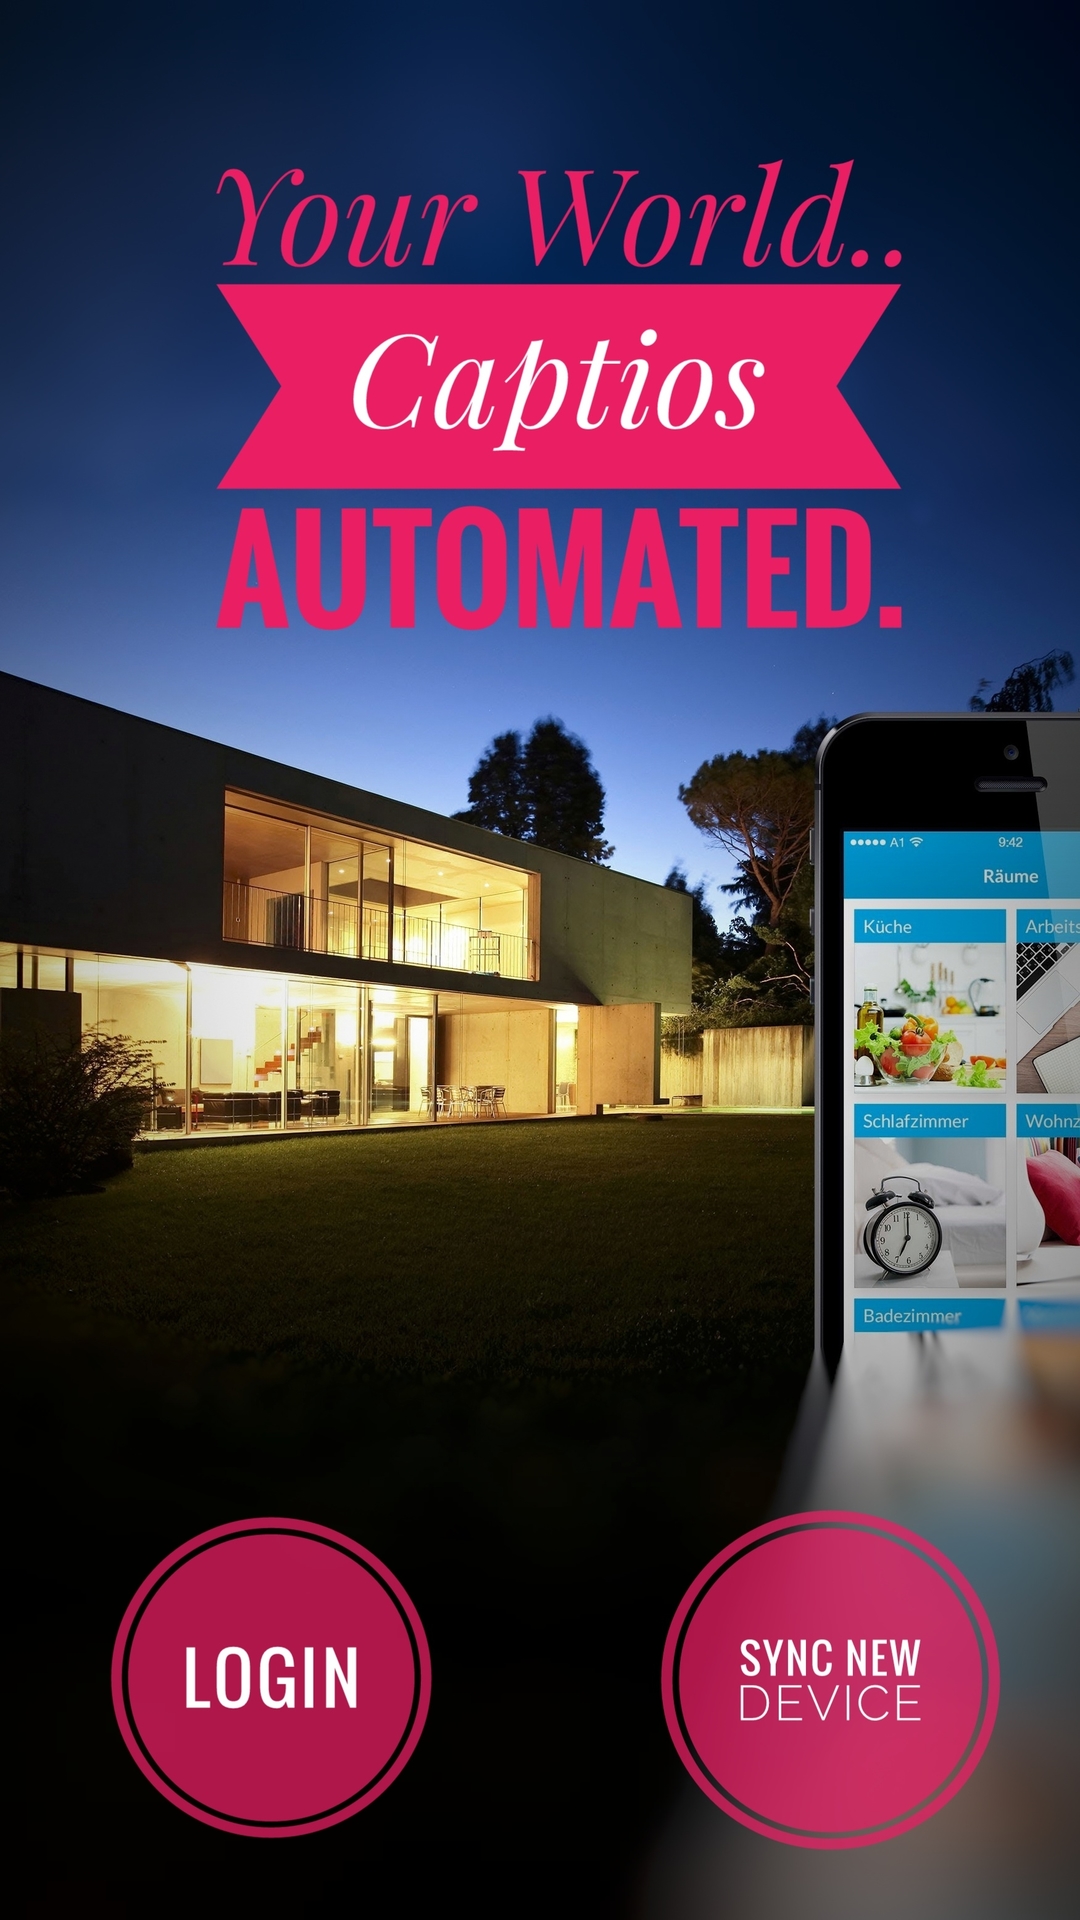 Your World..
Captios
AUTOMATED.
A1 9:42
Räume
Küche
Arbeits
Schlafzimmer
Wohnz
Badezimmer
LOGIN
SYNC NEW
DEVICE